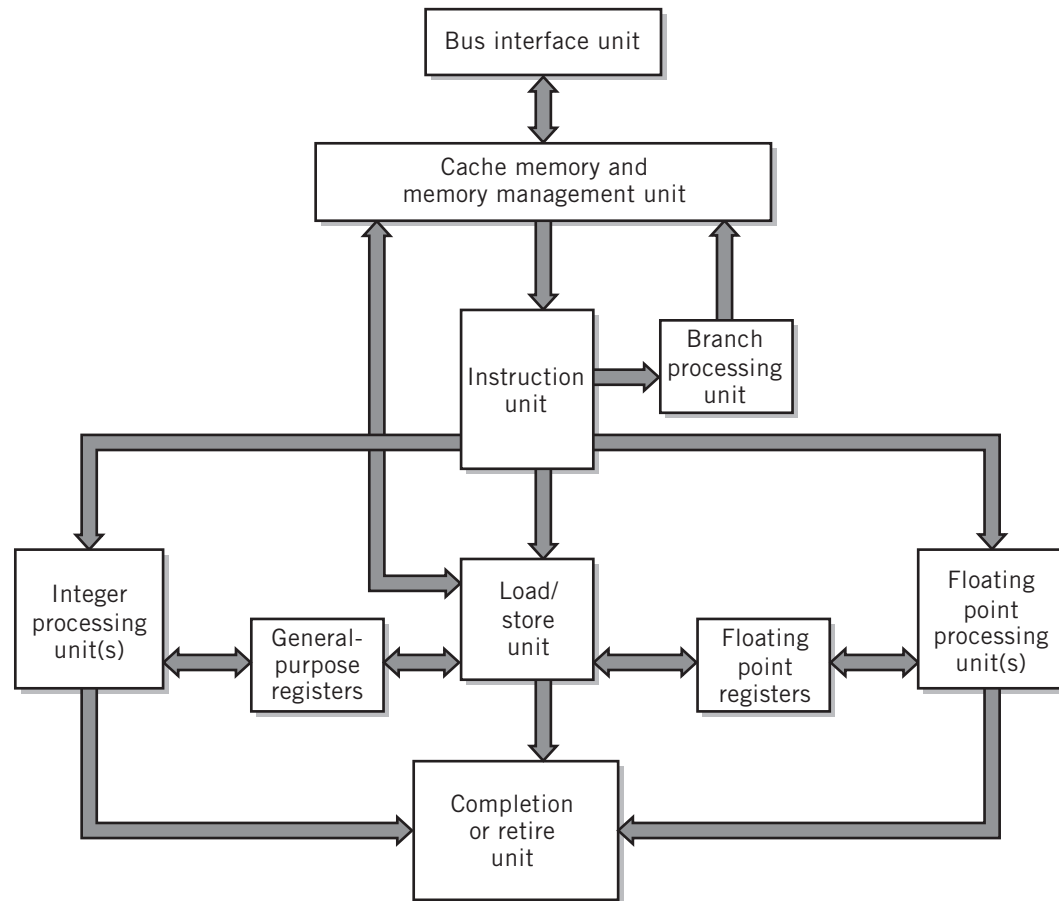 Bus interface unit
Cache memory and
memory management unit
Instruction
unit
Branch
processing
unit
Integer
processing
unit(s)
General-
purpose
registers
Load/
store
unit
Floating
point
registers
Floating
point
processing
unit(s)
Completion
or retire
unit